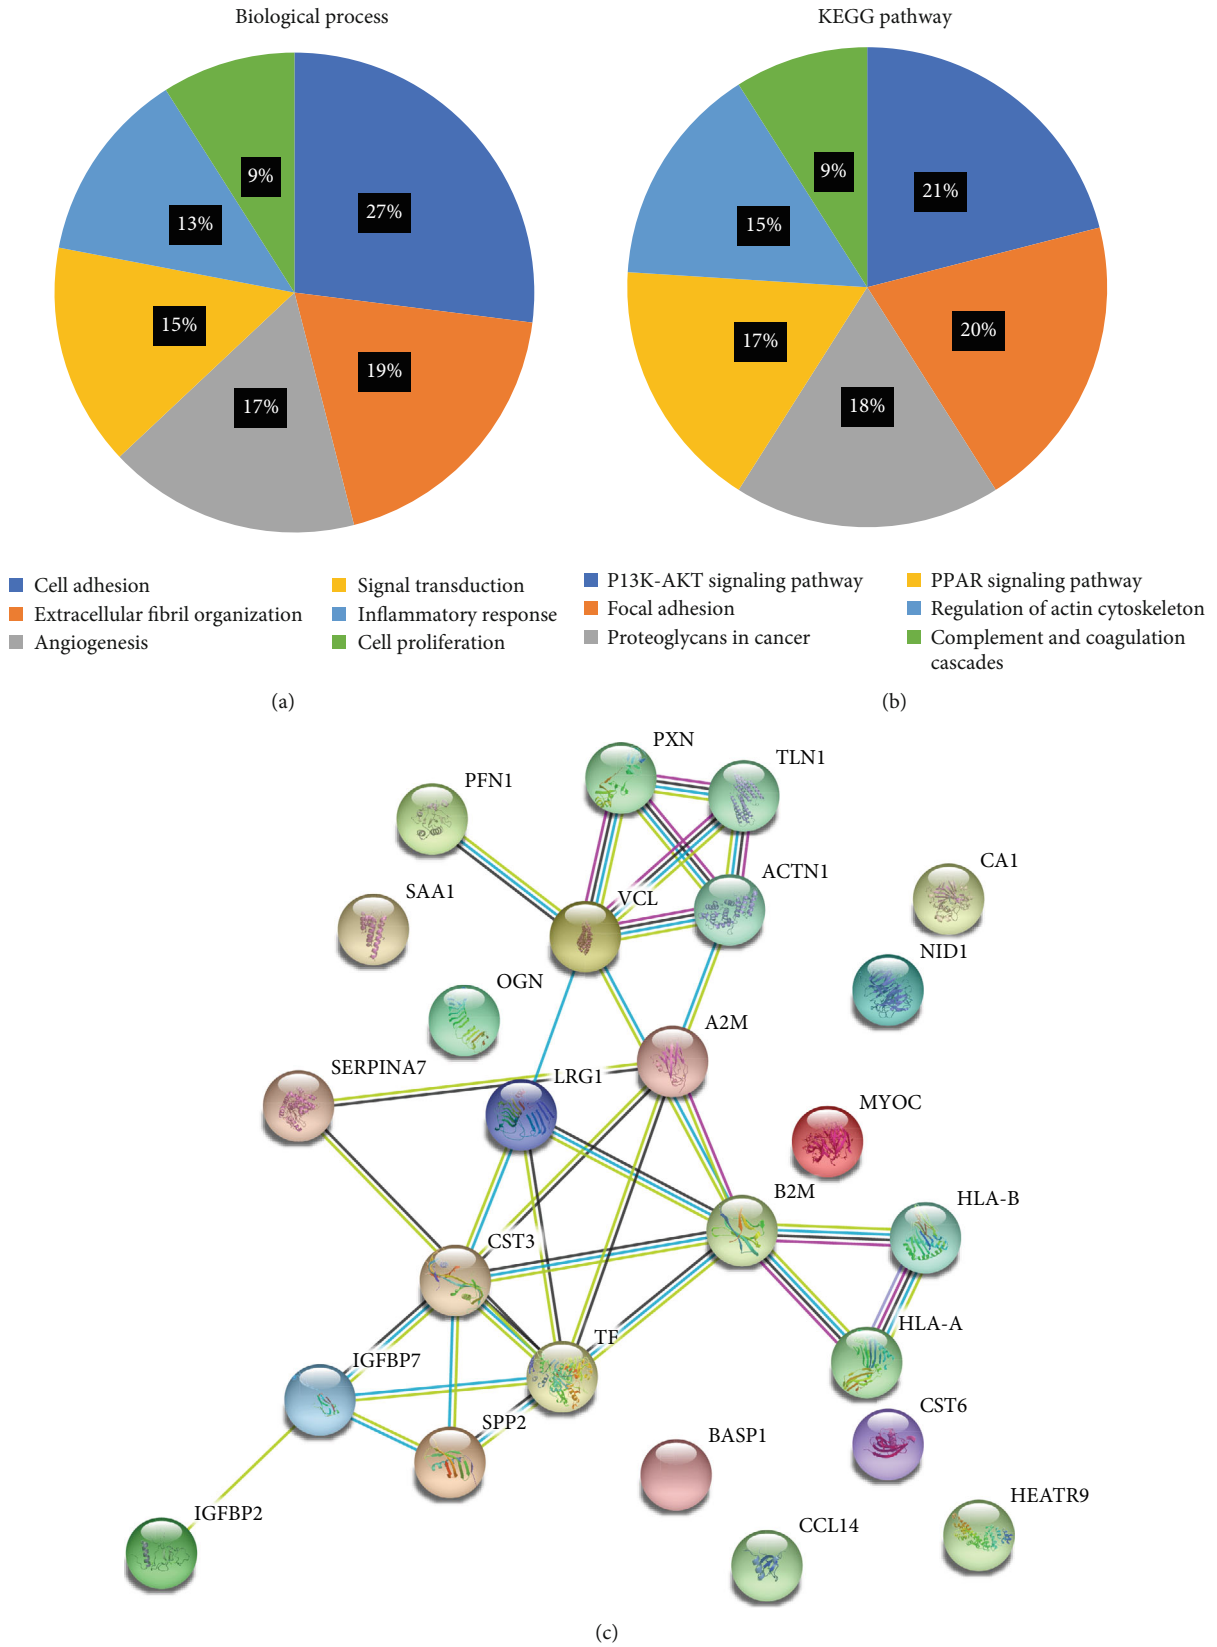 Biological process
27%
19%
17%
15%
13%
9%
Cell adhesion
Extracellular fibril organization
Angiogenesis
Signal transduction
Inflammatory response
Cell proliferation
(a)
KEGG pathway
21%
20%
18%
17%
15%
9%
P13K-AKT signaling pathway
Focal adhesion
Proteoglycans in cancer
PPAR signaling pathway
Regulation of actin cytoskeleton
Complement and coagulation
cascades
(b)
PXN
TLN1
PFN1
CA1
ACTN1
SAA1
VCL
NID1
OGN
A2M
SERPINA7
LRG1
MYOC
B2M
HLA-B
CST3
HLA-A
TF
IGFBP7
CST6
SPP2
BASP1
HEATR9
IGFBP2
CCL14
(c)